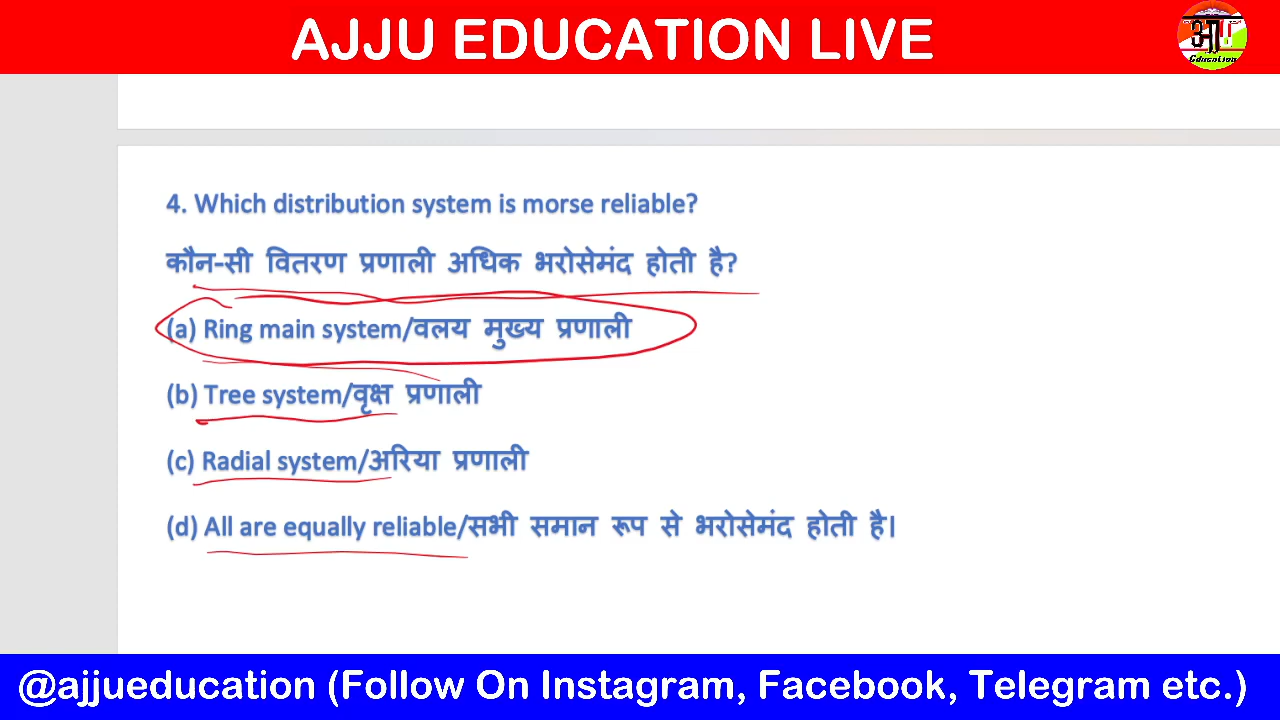 AJJU EDUCATION LIVE
Education
4. Which distribution system is morse reliable?
कौन-सी वितरण प्रणाली अधिक भरोसेमंद होती है?
(a) Ring main system/वलय मुख्य प्रणाली
(b) Tree system/वृक्ष प्रणाली
(c) Radial system/अरिया प्रणाली
(d) All are equally reliable/सभी समान रूप से भरोसेमंद होती है।
@ajjueducation (Follow On Instagram, Facebook, Telegram etc.)